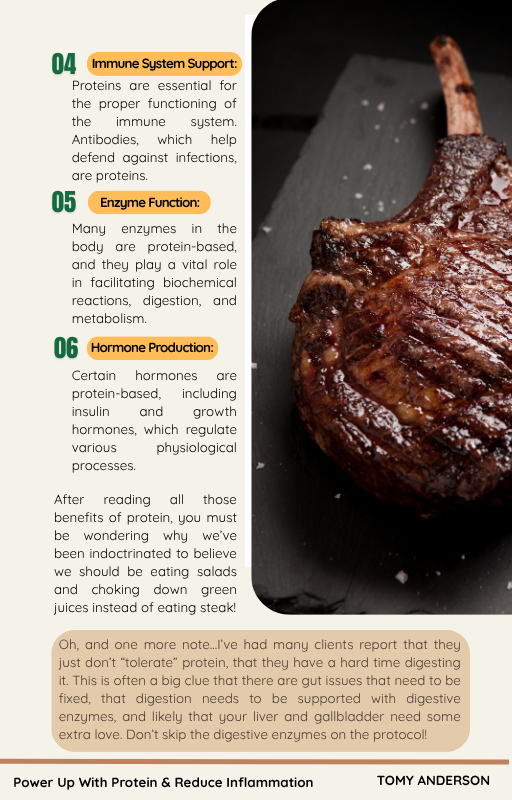 04 Immune System Support:
Proteins are essential for
the proper functioning of
the immune system.
Antibodies, which help
defend against infections,
are proteins.
05 Enzyme Function:
Many enzymes in the
body are protein-based,
and they play a vital role
in facilitating biochemical
reactions, digestion, and
metabolism.
06 Hormone Production:
Certain hormones are
protein-based, including
insulin and growth
hormones, which regulate
various physiological
processes.
After reading all those
benefits of protein, you must
be wondering why we’ve
been indoctrinated to believe
we should be eating salads
and choking down green
juices instead of eating steak!
Oh, and one more note...I’ve had many clients report that they
just don’t “tolerate” protein, that they have a hard time digesting
it. This is often a big clue that there are gut issues that need to be
fixed, that digestion needs to be supported with digestive
enzymes, and likely that your liver and gallbladder need some
extra love. Don’t skip the digestive enzymes on the protocol!
Power Up With Protein & Reduce Inflammation
TOMY ANDERSON